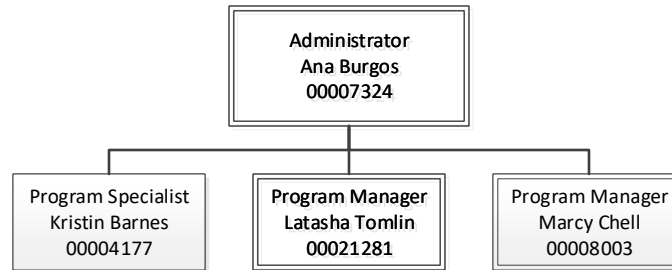 Administrator
Ana Burgos
00007324
Program Specialist
Kristin Barnes
00004177
Program Manager
Latasha Tomlin
00021281
Program Manager
Marcy Chell
00008003